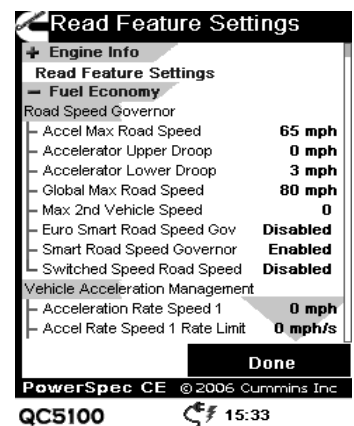 Read Feature Settings
+ Engine Info
Read Feature Settings
− Fuel Economy
Road Speed Governor
Accel Max Road Speed 65 mph
Accelerator Upper Droop 0 mph
Accelerator Lower Droop 3 mph
Global Max Road Speed 80 mph
Max 2nd Vehicle Speed 0
Euro Smart Road Speed Gov Disabled
Smart Road Speed Governor Enabled
Switched Speed Road Speed Disabled
Vehicle Acceleration Management
Acceleration Rate Speed 1 0 mph
Accel Rate Speed 1 Rate Limit 0 mph/s
Done
PowerSpec CE ©2006 Cummins Inc
QC5100 15:33